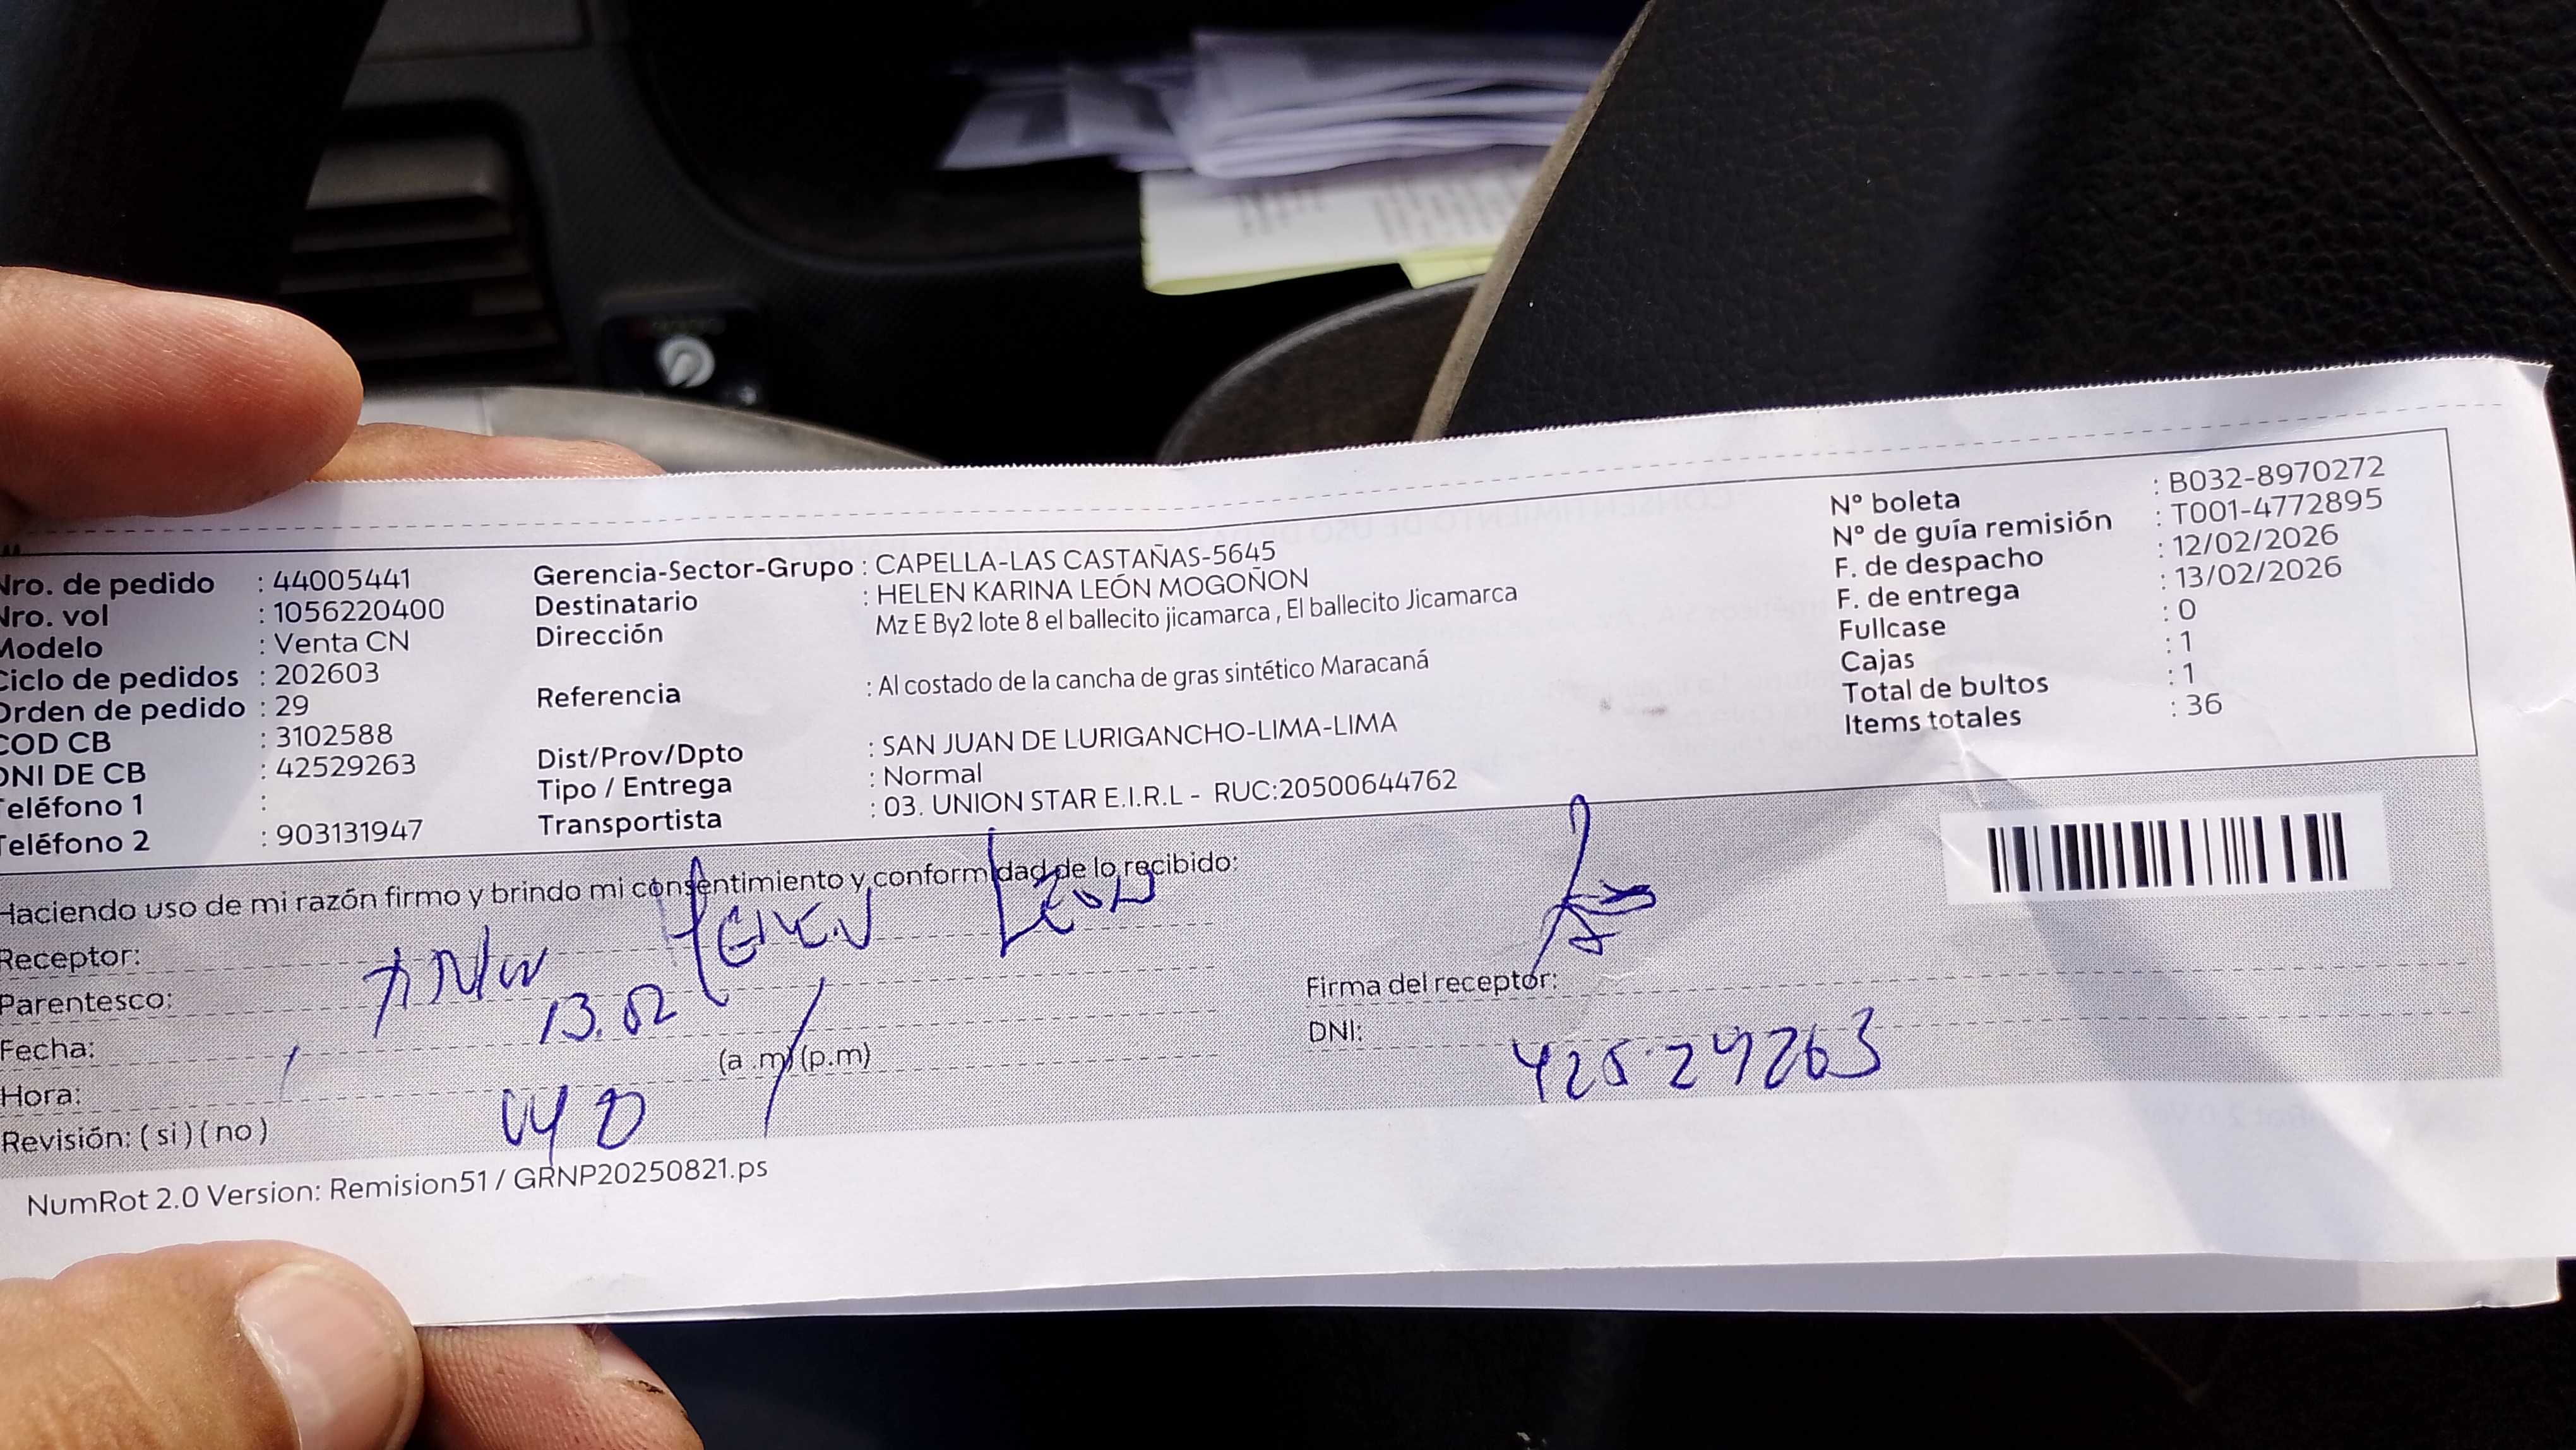 Nro. de pedido : 44005441
Nro. vol : 1056220400
Modelo : Venta CN
Ciclo de pedidos : 202603
Orden de pedido : 29
COD CB : 3102588
DNI DE CB : 42529263
Teléfono 1 :
Teléfono 2 : 903131947
Gerencia-Sector-Grupo : CAPELLA-LAS CASTAÑAS-5645
Destinatario : HELEN KARINA LEÓN MOGOÑON
Dirección Mz E By2 lote 8 el ballecito jicamarca , El ballecito Jicamarca
Referencia : Al costado de la cancha de gras sintético Maracaná
Dist/Prov/Dpto : SAN JUAN DE LURIGANCHO-LIMA-LIMA
Tipo / Entrega : Normal
Transportista : 03. UNION STAR E.I.R.L - RUC:20500644762
N° boleta : B032-8970272
N° de guía remisión : T001-4772895
F. de despacho : 12/02/2026
F. de entrega : 13/02/2026
Fullcase : 0
Cajas : 1
Total de bultos : 1
Items totales : 36
Haciendo uso de mi razón firmo y brindo mi consentimiento y conformidad de lo recibido:
Receptor: HELEN LEON
Parentesco:
Fecha: 13.02
Hora: (a .m) (p.m)
Revisión: ( si ) ( no )
Firma del receptor:
DNI: 42529263
NumRot 2.0 Version: Remision51 / GRNP20250821.ps